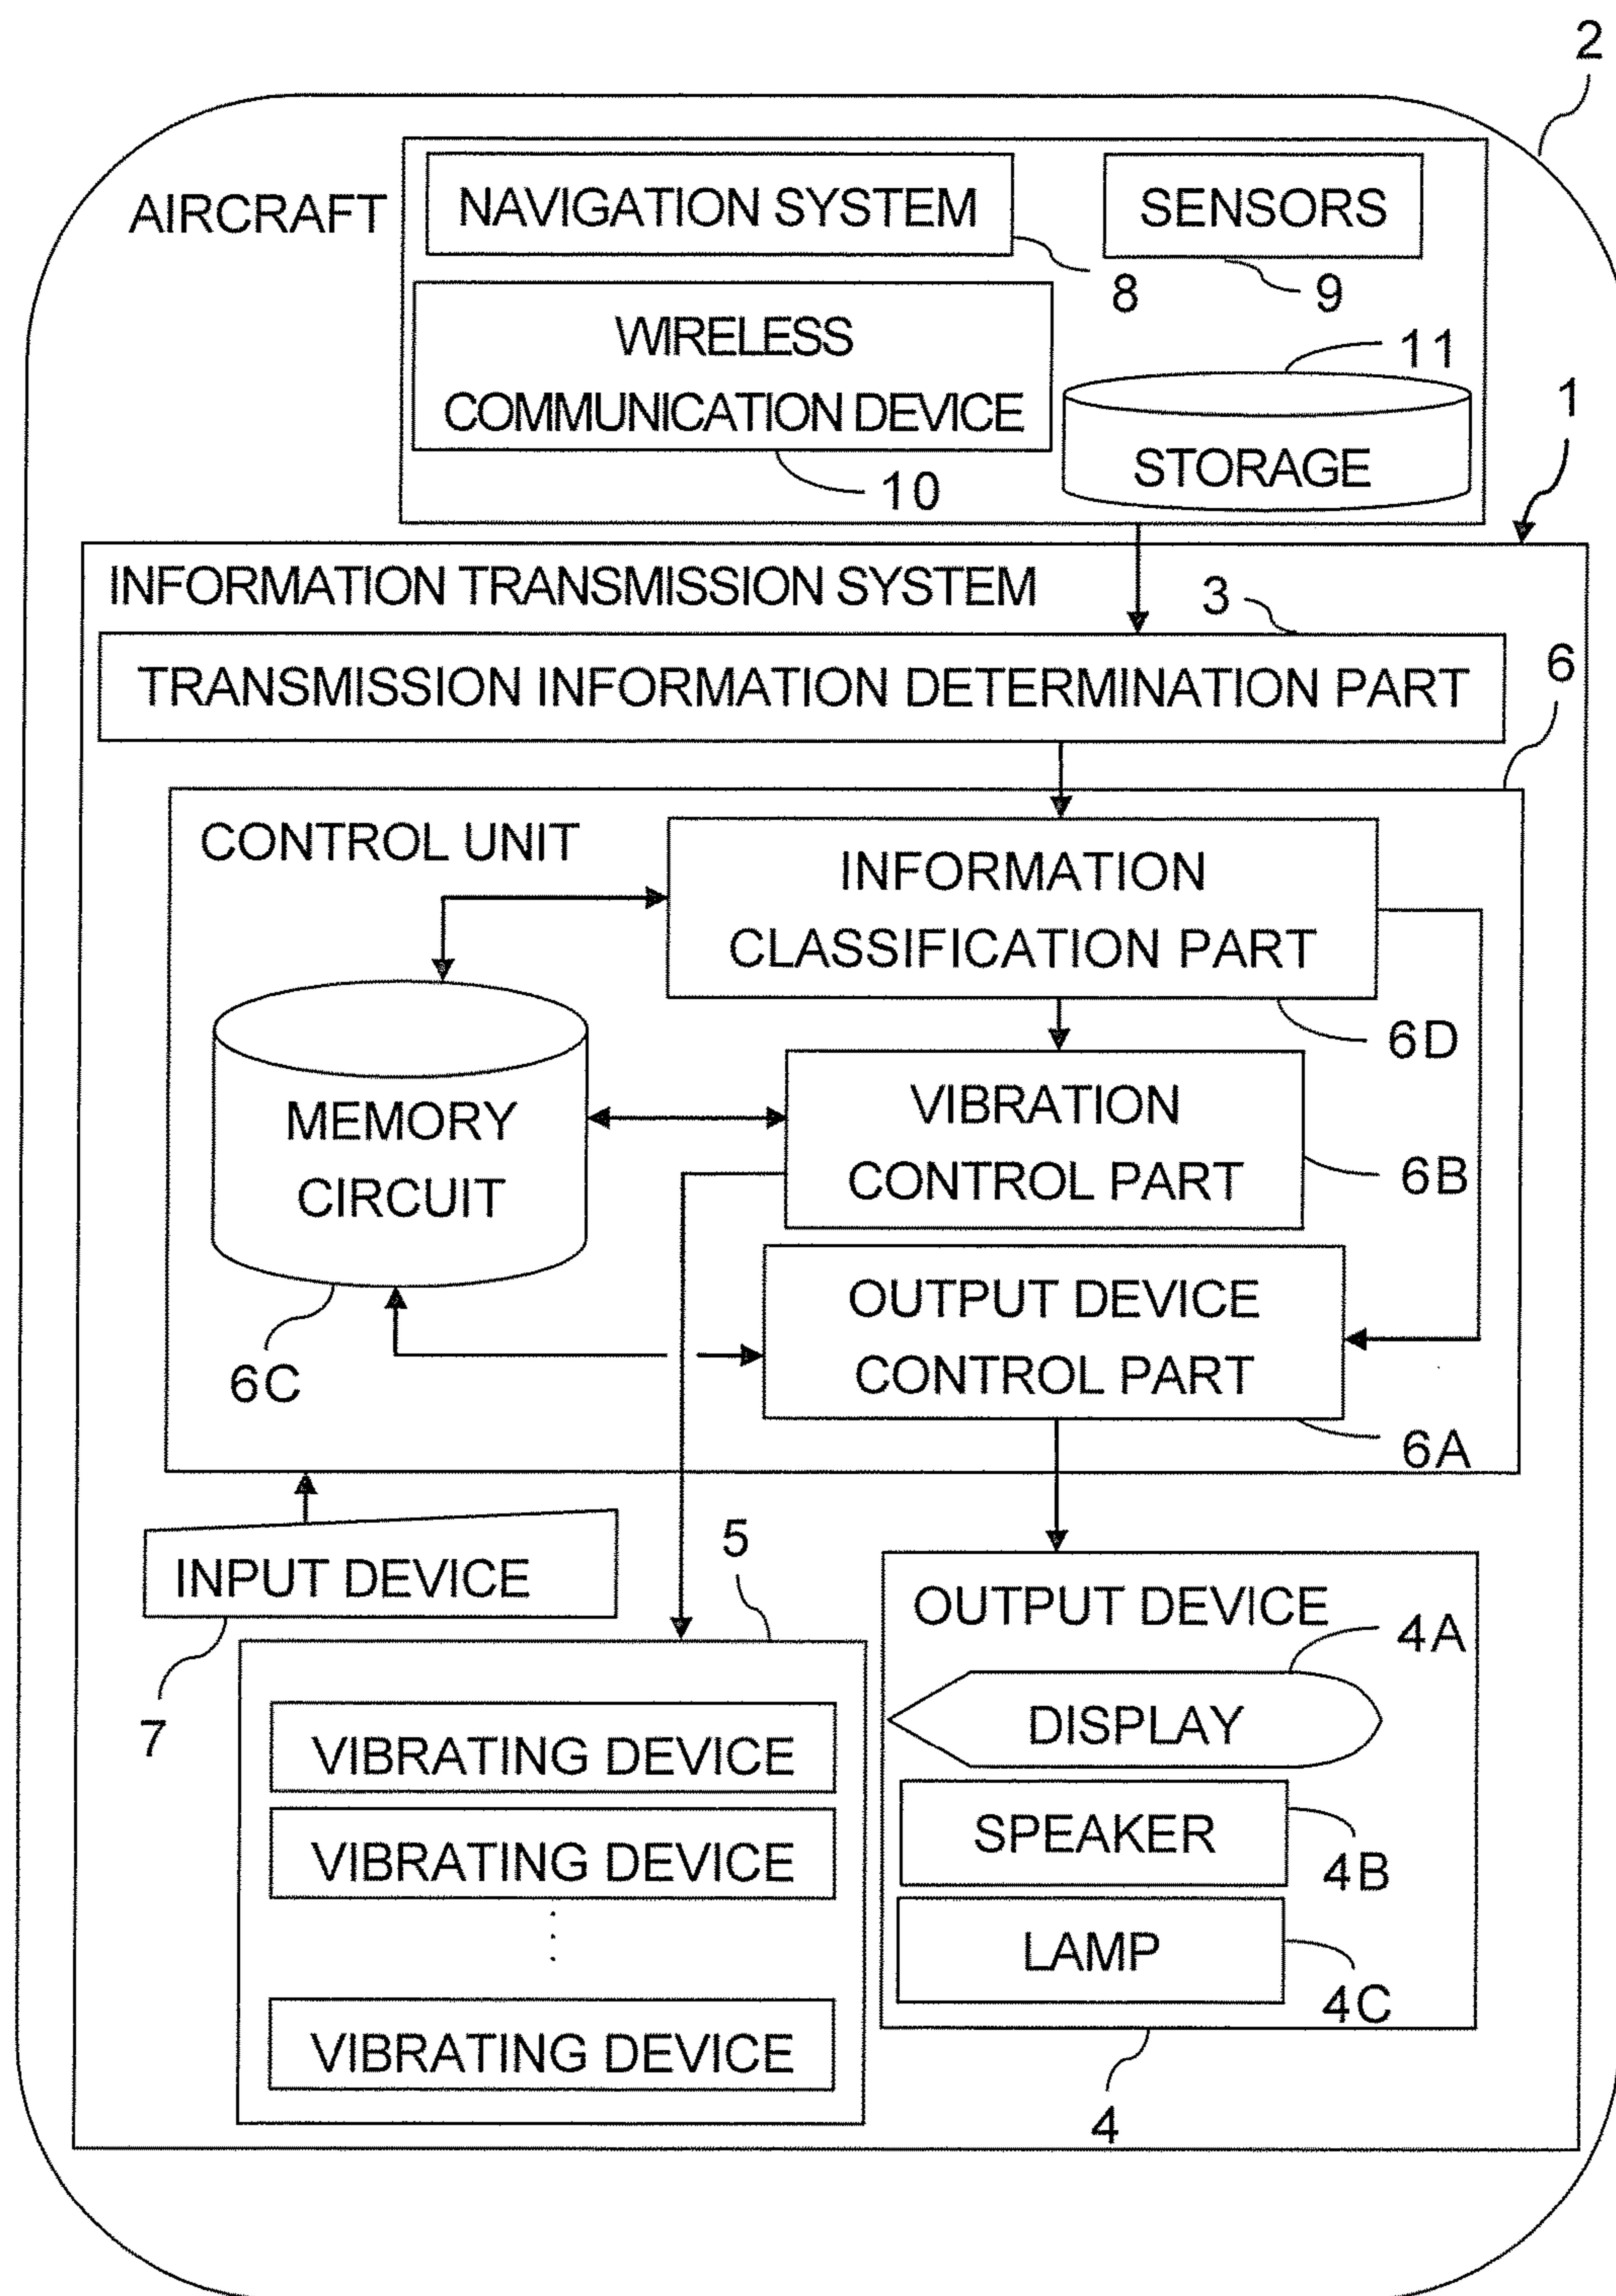 2
AIRCRAFT
NAVIGATION SYSTEM
SENSORS
8
9
WIRELESS
COMMUNICATION DEVICE
11
STORAGE
10
1
INFORMATION TRANSMISSION SYSTEM
3
TRANSMISSION INFORMATION DETERMINATION PART
6
CONTROL UNIT
INFORMATION
CLASSIFICATION PART
6D
MEMORY
CIRCUIT
VIBRATION
CONTROL PART
6B
OUTPUT DEVICE
CONTROL PART
6C
6A
INPUT DEVICE
7
5
OUTPUT DEVICE
4A
VIBRATING DEVICE
DISPLAY
VIBRATING DEVICE
SPEAKER
4B
LAMP
4C
VIBRATING DEVICE
4